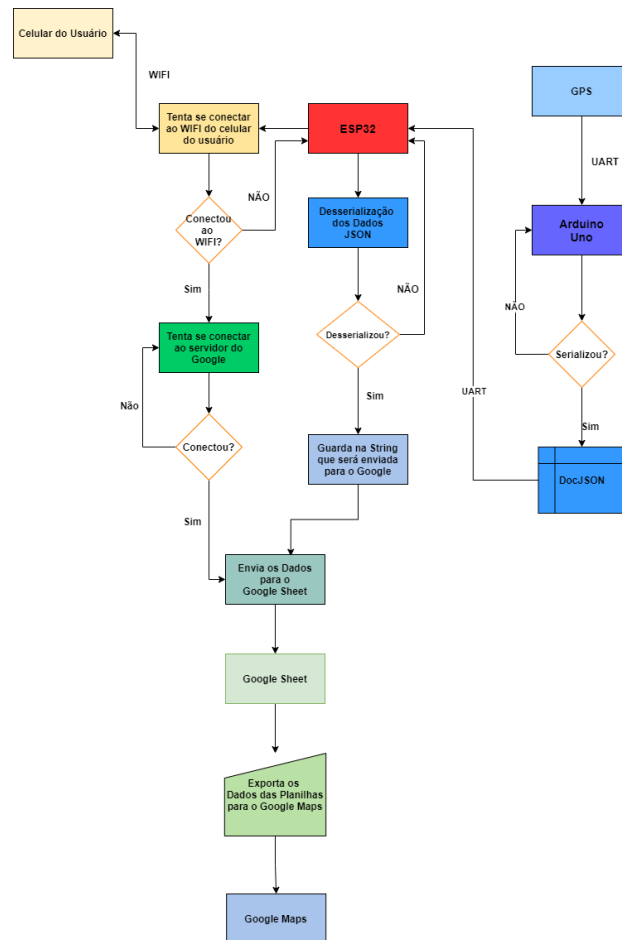 Celular do Usuário
WIFI
Tenta se conectar
ao WIFI do celular
do usuário
ESP32
GPS
UART
NÃO
Conectou
ao
WIFI?
Desserialização
dos Dados
JSON
Arduino
Uno
Sim
NÃO
NÃO
Tenta se conectar
ao servidor do
Google
Desserializou?
Serializou?
Não
Sim
UART
Sim
Conectou?
Guarda na String
que será enviada
para o Google
DocJSON
Sim
Envia os Dados
para o
Google Sheet
Google Sheet
Exporta os
Dados das Planilhas
para o Google Maps
Google Maps